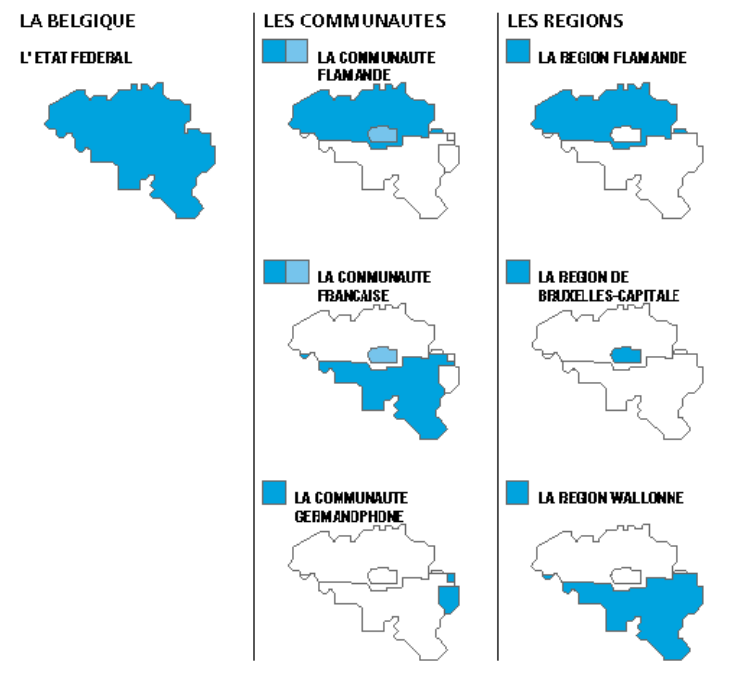 LA BELGIQUE
L' ETAT FEDERAL
LES COMMUNAUTES
LA COMMUNAUTE
FLAMANDE
LA COMMUNAUTE
FRANCAISE
LA COMMUNAUTE
GERMANOPHONE
LES REGIONS
LA REGION FLAMANDE
LA REGION DE
BRUXELLES-CAPITALE
LA REGION WALLONNE